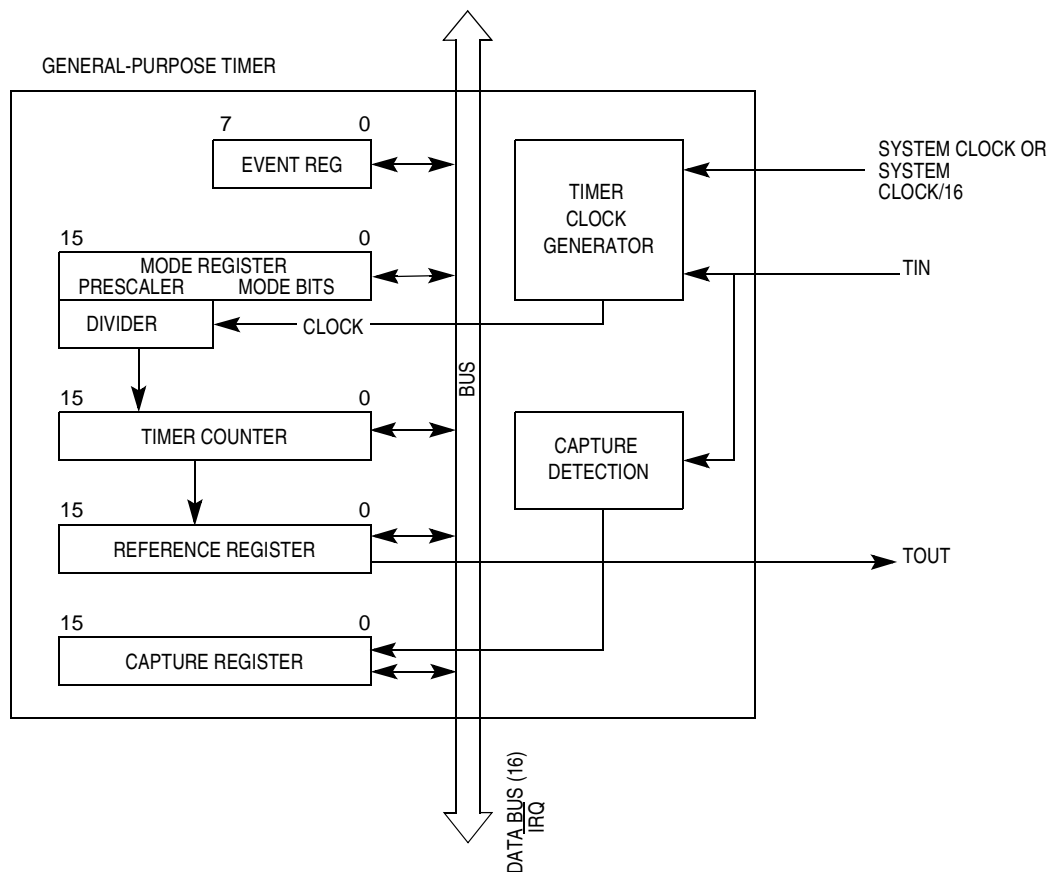 GENERAL-PURPOSE TIMER
7 0
EVENT REG
15 0
MODE REGISTER
PRESCALER MODE BITS
DIVIDER
CLOCK
15 0
TIMER COUNTER
15 0
REFERENCE REGISTER
15 0
CAPTURE REGISTER
BUS
TIMER
CLOCK
GENERATOR
CAPTURE
DETECTION
SYSTEM CLOCK OR
SYSTEM
CLOCK/16
TIN
TOUT
DATA BUS (16)
IRQ